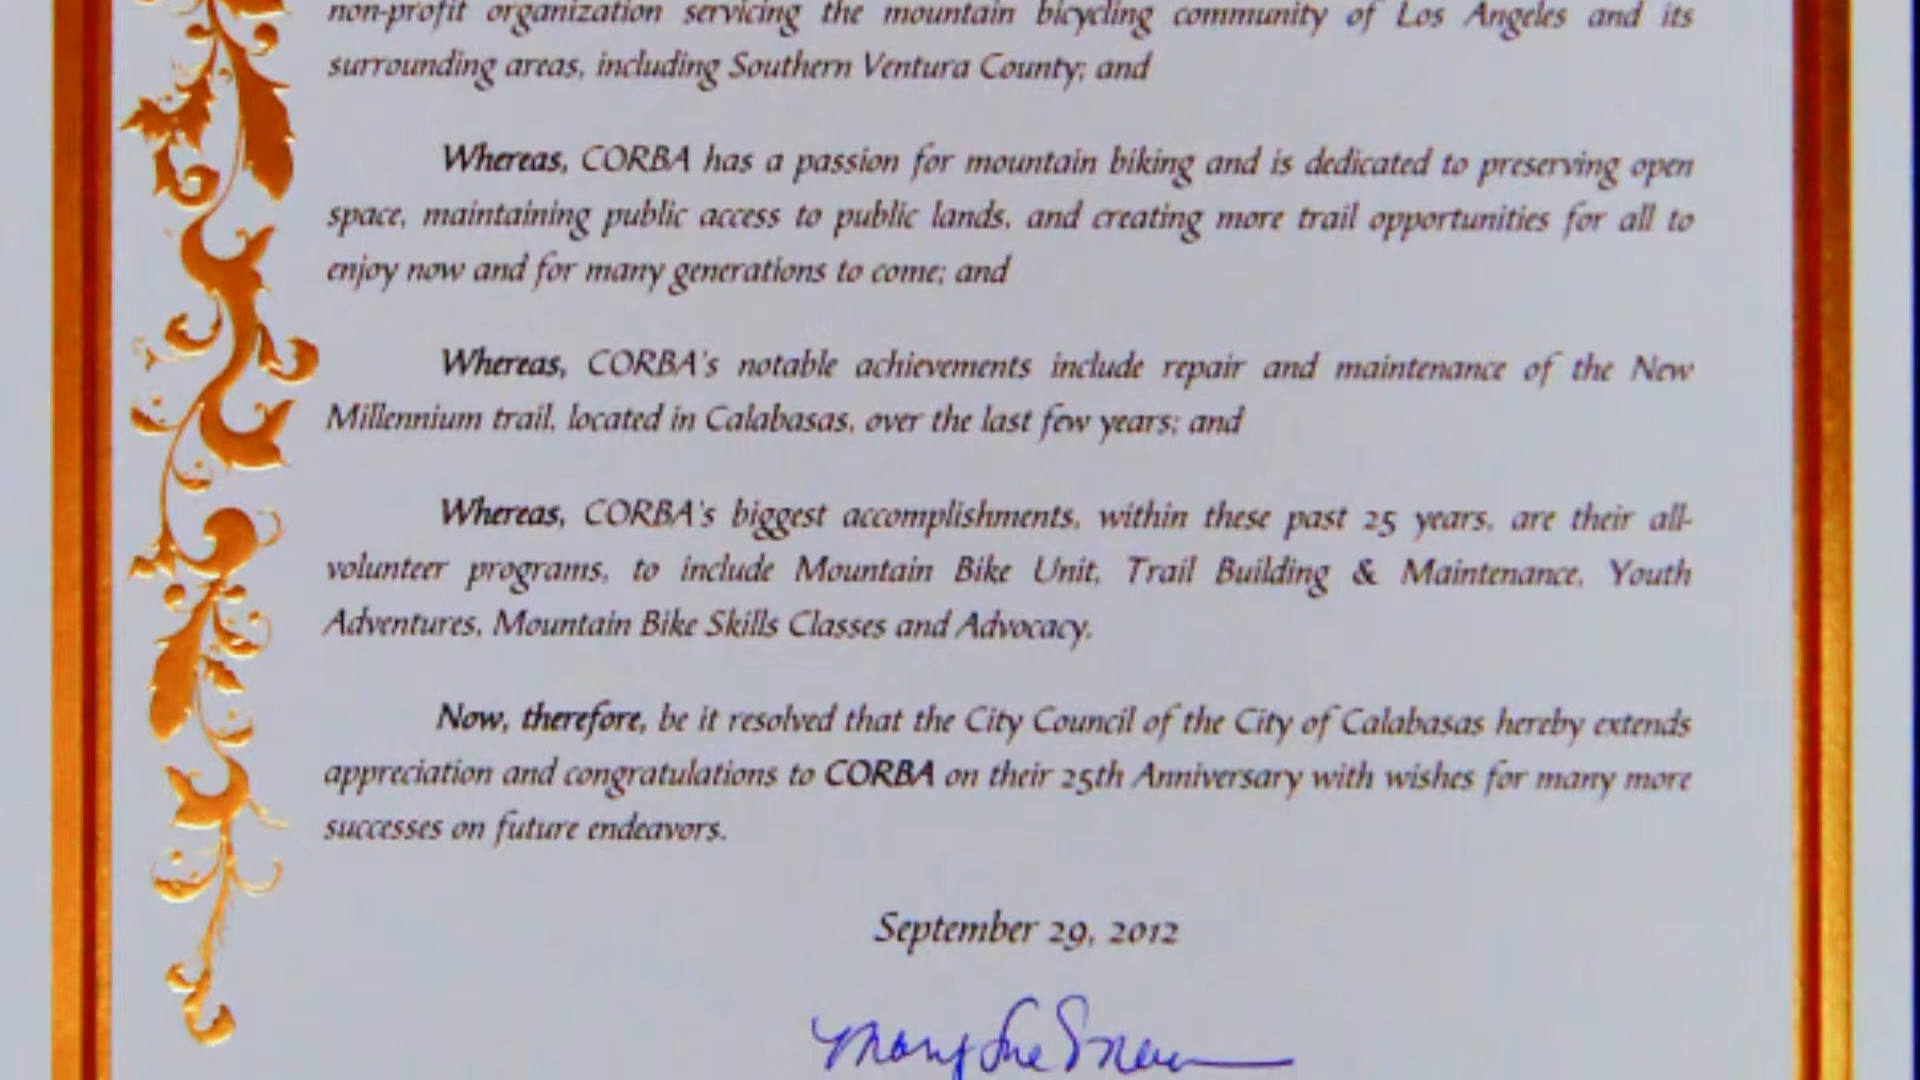 non-profit organization servicing the mountain bicycling community of Los Angeles and its
surrounding areas, including Southern Ventura County; and
Whereas, CORBA has a passion for mountain biking and is dedicated to preserving open
space, maintaining public access to public lands, and creating more trail opportunities for all to
enjoy now and for many generations to come; and
Whereas, CORBA's notable achievements include repair and maintenance of the New
Millennium trail, located in Calabasas, over the last few years; and
Whereas, CORBA's biggest accomplishments, within these past 25 years, are their all-
volunteer programs, to include Mountain Bike Unit, Trail Building & Maintenance, Youth
Adventures, Mountain Bike Skills Classes and Advocacy.
Now, therefore, be it resolved that the City Council of the City of Calabasas hereby extends
appreciation and congratulations to CORBA on their 25th Anniversary with wishes for many more
successes on future endeavors.
September 29, 2012
Mary Sue